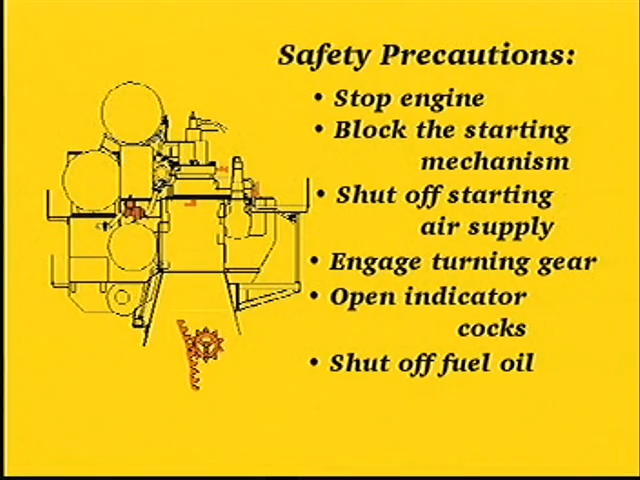 Safety Precautions:
• Stop engine
• Block the starting
mechanism
• Shut off starting
air supply
• Engage turning gear
• Open indicator
cocks
• Shut off fuel oil